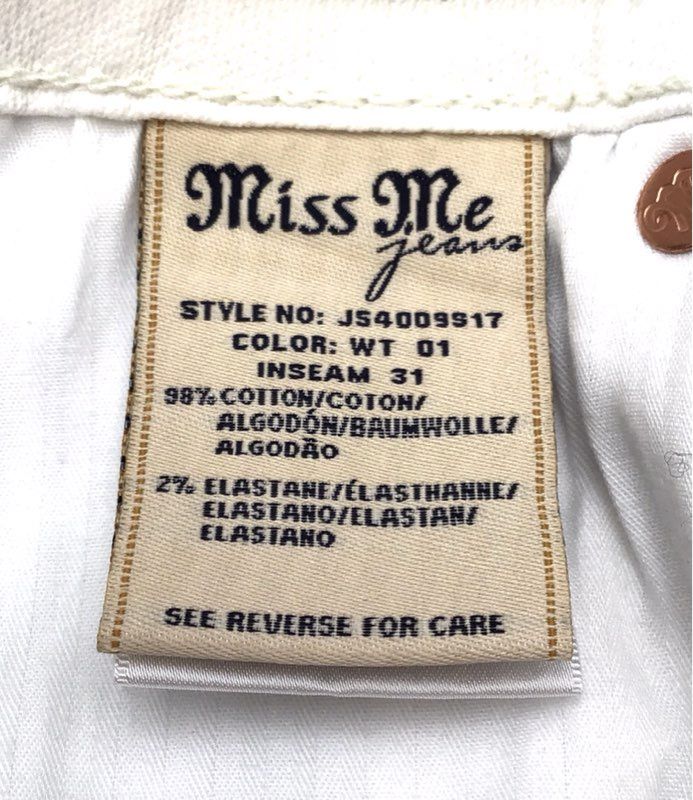 Miss Me
jeans
STYLE NO: JS4009S17
COLOR: WT 01
INSEAM 31
98% COTTON/COTON/
ALGODÓN/BAUMWOLLE/
ALGODÃO
2% ELASTANE/ÉLASTHANNE/
ELASTANO/ELASTAN/
ELASTANO
SEE REVERSE FOR CARE